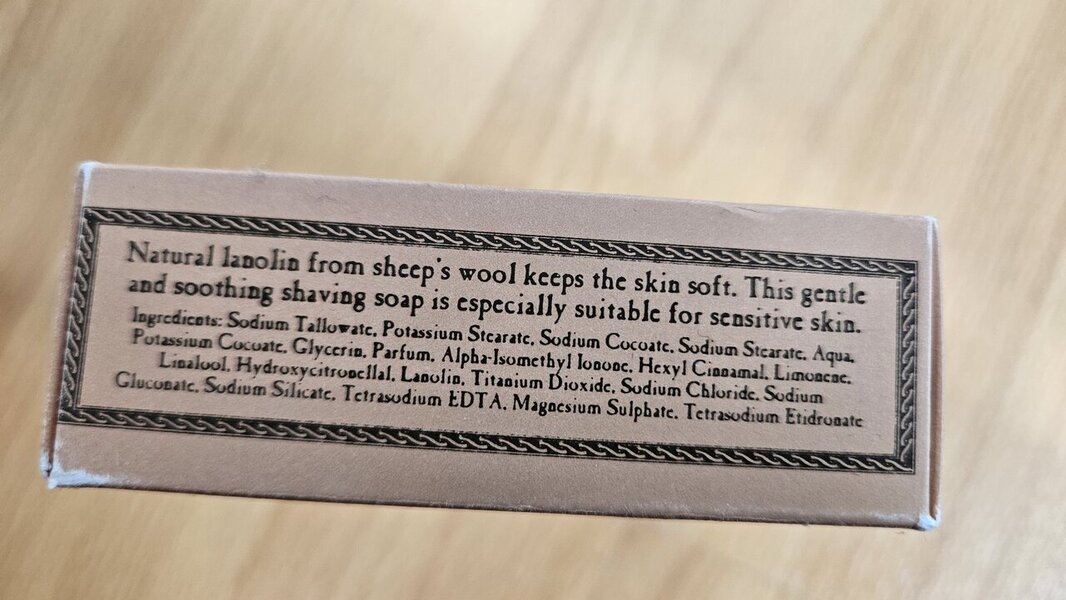 Natural lanolin from sheep's wool keeps the skin soft. This gentle
and soothing shaving soap is especially suitable for sensitive skin.
Ingredients: Sodium Tallowate, Potassium Stearate, Sodium Cocoate, Sodium Stearate, Aqua,
Potassium Cocoate, Glycerin, Parfum, Alpha-Isomethyl Ionone, Hexyl Cinnamal, Limonene,
Linalool, Hydroxycitronellal, Lanolin, Titanium Dioxide, Sodium Chloride, Sodium
Gluconate, Sodium Silicate, Tetrasodium EDTA, Magnesium Sulphate, Tetrasodium Etidronate